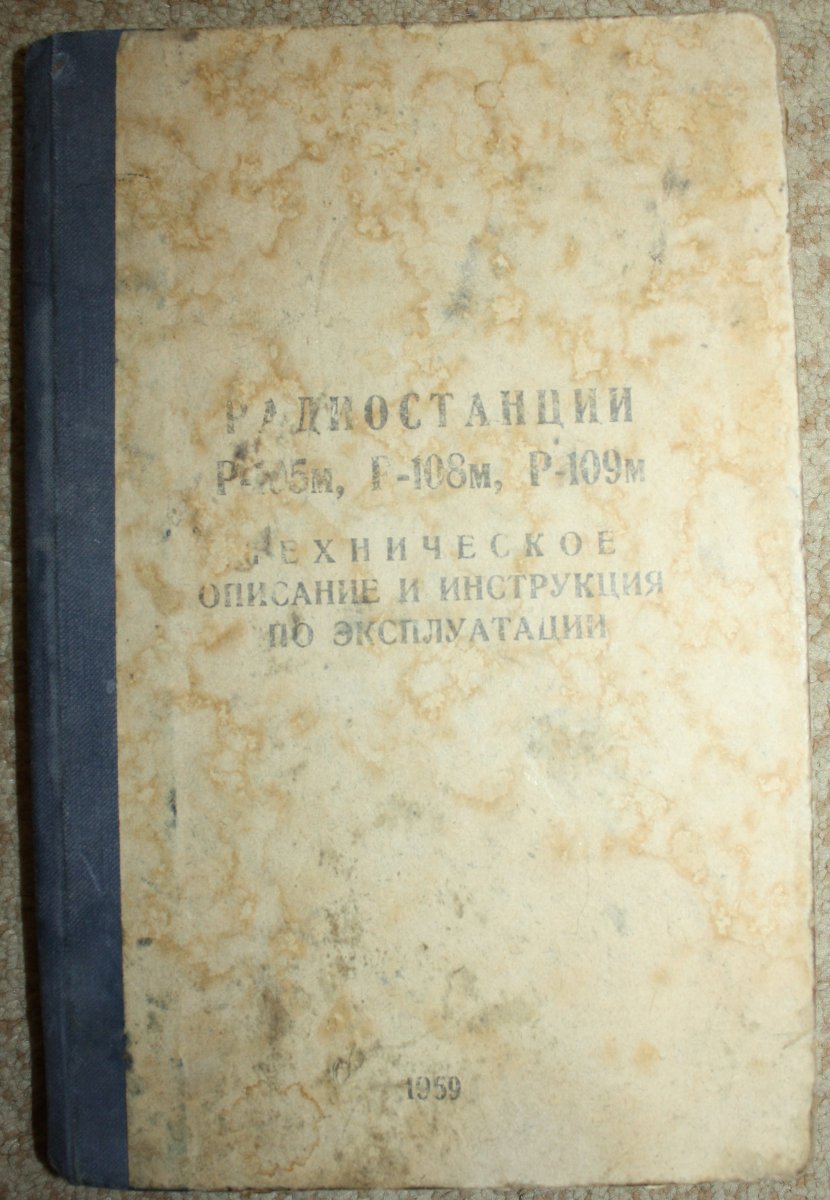 РАДИОСТАНЦИИ
Р-105м, Р-108м, Р-109м
ТЕХНИЧЕСКОЕ
ОПИСАНИЕ И ИНСТРУКЦИЯ
ПО ЭКСПЛУАТАЦИИ
1959